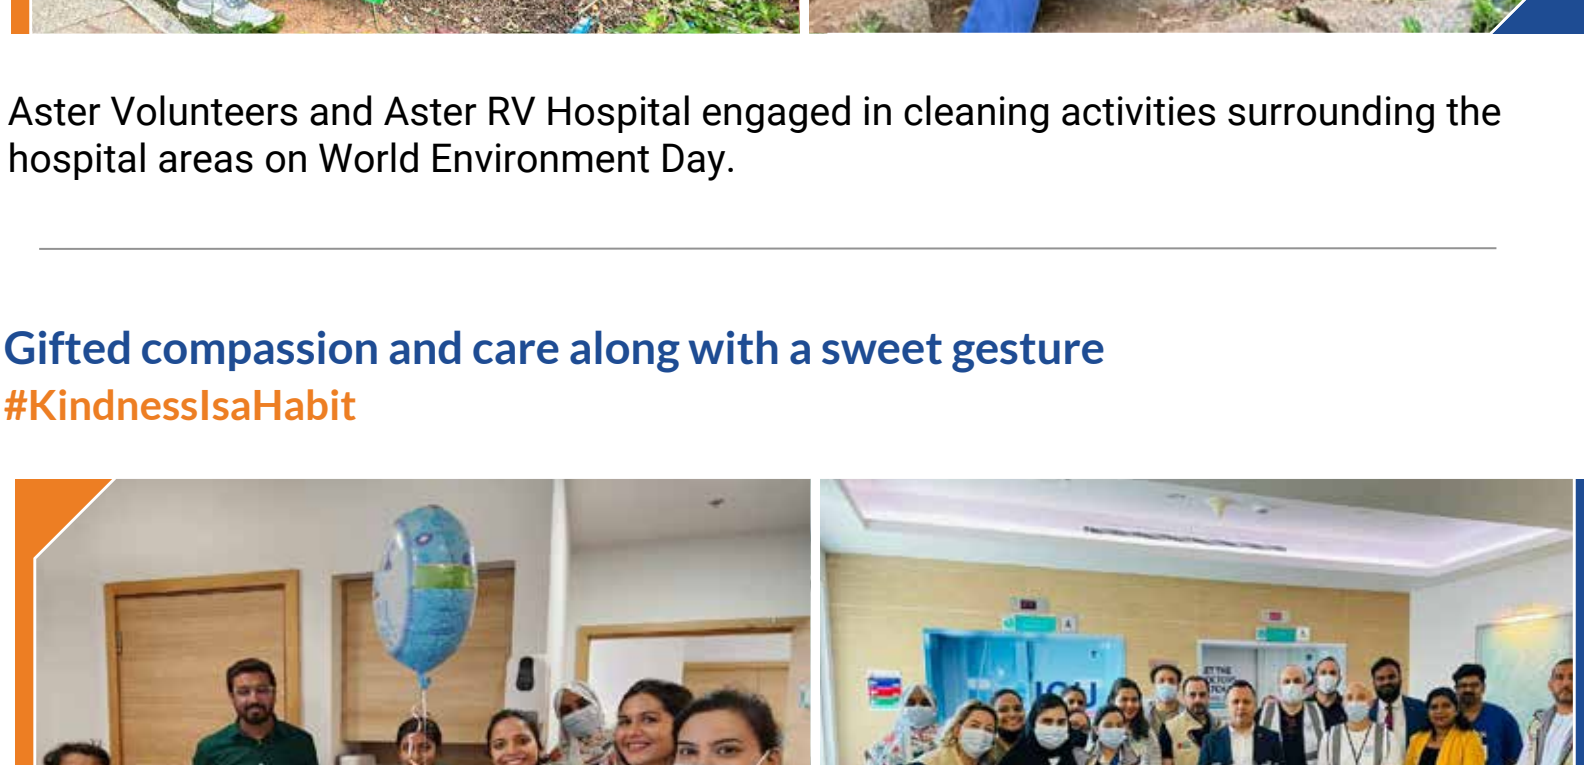 Aster Volunteers and Aster RV Hospital engaged in cleaning activities surrounding the
hospital areas on World Environment Day.
Gifted compassion and care along with a sweet gesture
#KindnessIsaHabit
ICU